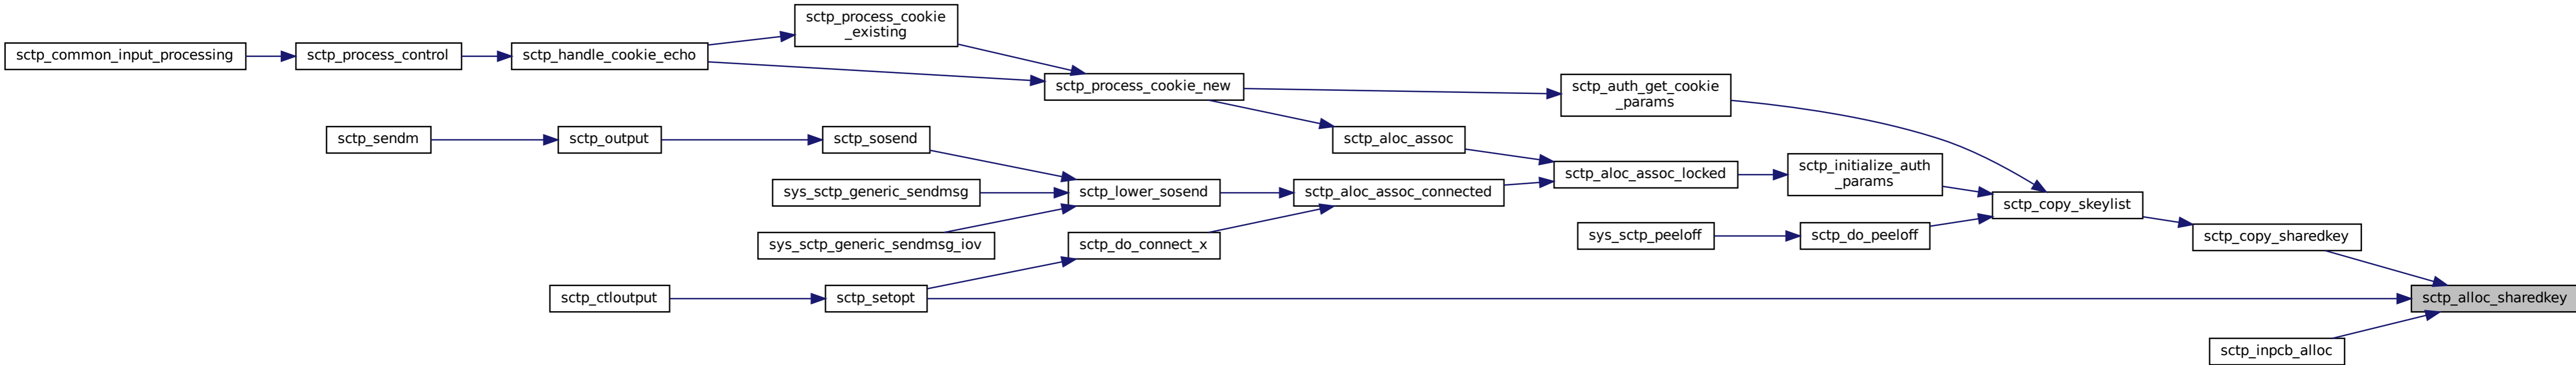 sctp_process_cookie
_existing
sctp_common_input_processing
sctp_process_control
sctp_handle_cookie_echo
sctp_process_cookie_new
sctp_auth_get_cookie
_params
sctp_sendm
sctp_output
sctp_sosend
sctp_aloc_assoc
sctp_aloc_assoc_locked
sctp_initialize_auth
_params
sys_sctp_generic_sendmsg
sctp_lower_sosend
sctp_aloc_assoc_connected
sctp_copy_skeylist
sys_sctp_generic_sendmsg_iov
sctp_do_connect_x
sys_sctp_peeloff
sctp_do_peeloff
sctp_copy_sharedkey
sctp_ctloutput
sctp_setopt
sctp_alloc_sharedkey
sctp_inpcb_alloc